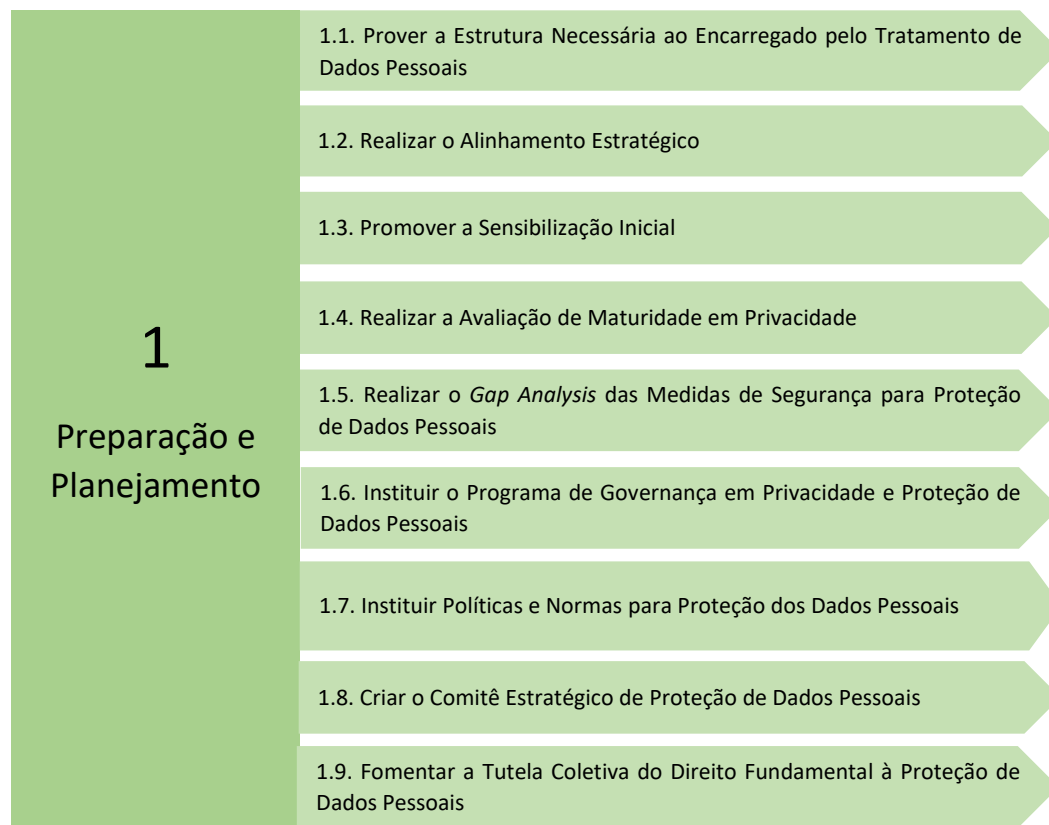 1
Preparação e
Planejamento
1.1. Prover a Estrutura Necessária ao Encarregado pelo Tratamento de
Dados Pessoais
1.2. Realizar o Alinhamento Estratégico
1.3. Promover a Sensibilização Inicial
1.4. Realizar a Avaliação de Maturidade em Privacidade
1.5. Realizar o Gap Analysis das Medidas de Segurança para Proteção
de Dados Pessoais
1.6. Instituir o Programa de Governança em Privacidade e Proteção de
Dados Pessoais
1.7. Instituir Políticas e Normas para Proteção dos Dados Pessoais
1.8. Criar o Comitê Estratégico de Proteção de Dados Pessoais
1.9. Fomentar a Tutela Coletiva do Direito Fundamental à Proteção de
Dados Pessoais